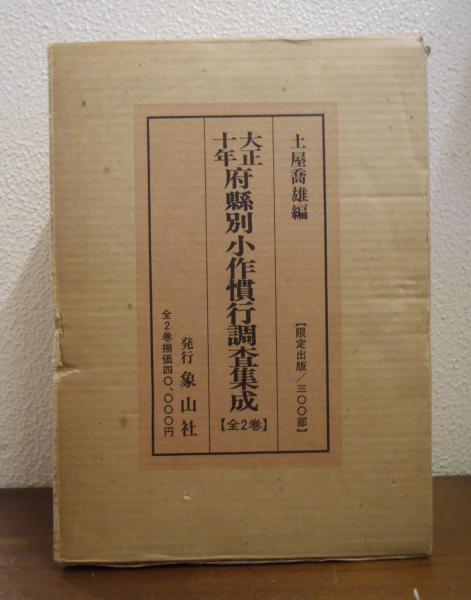 土屋喬雄編
【限定出版/三〇〇部】
大正十年府縣別小作慣行調査集成
【全2巻】
発行 象山社
全2巻揃価四〇、〇〇〇円